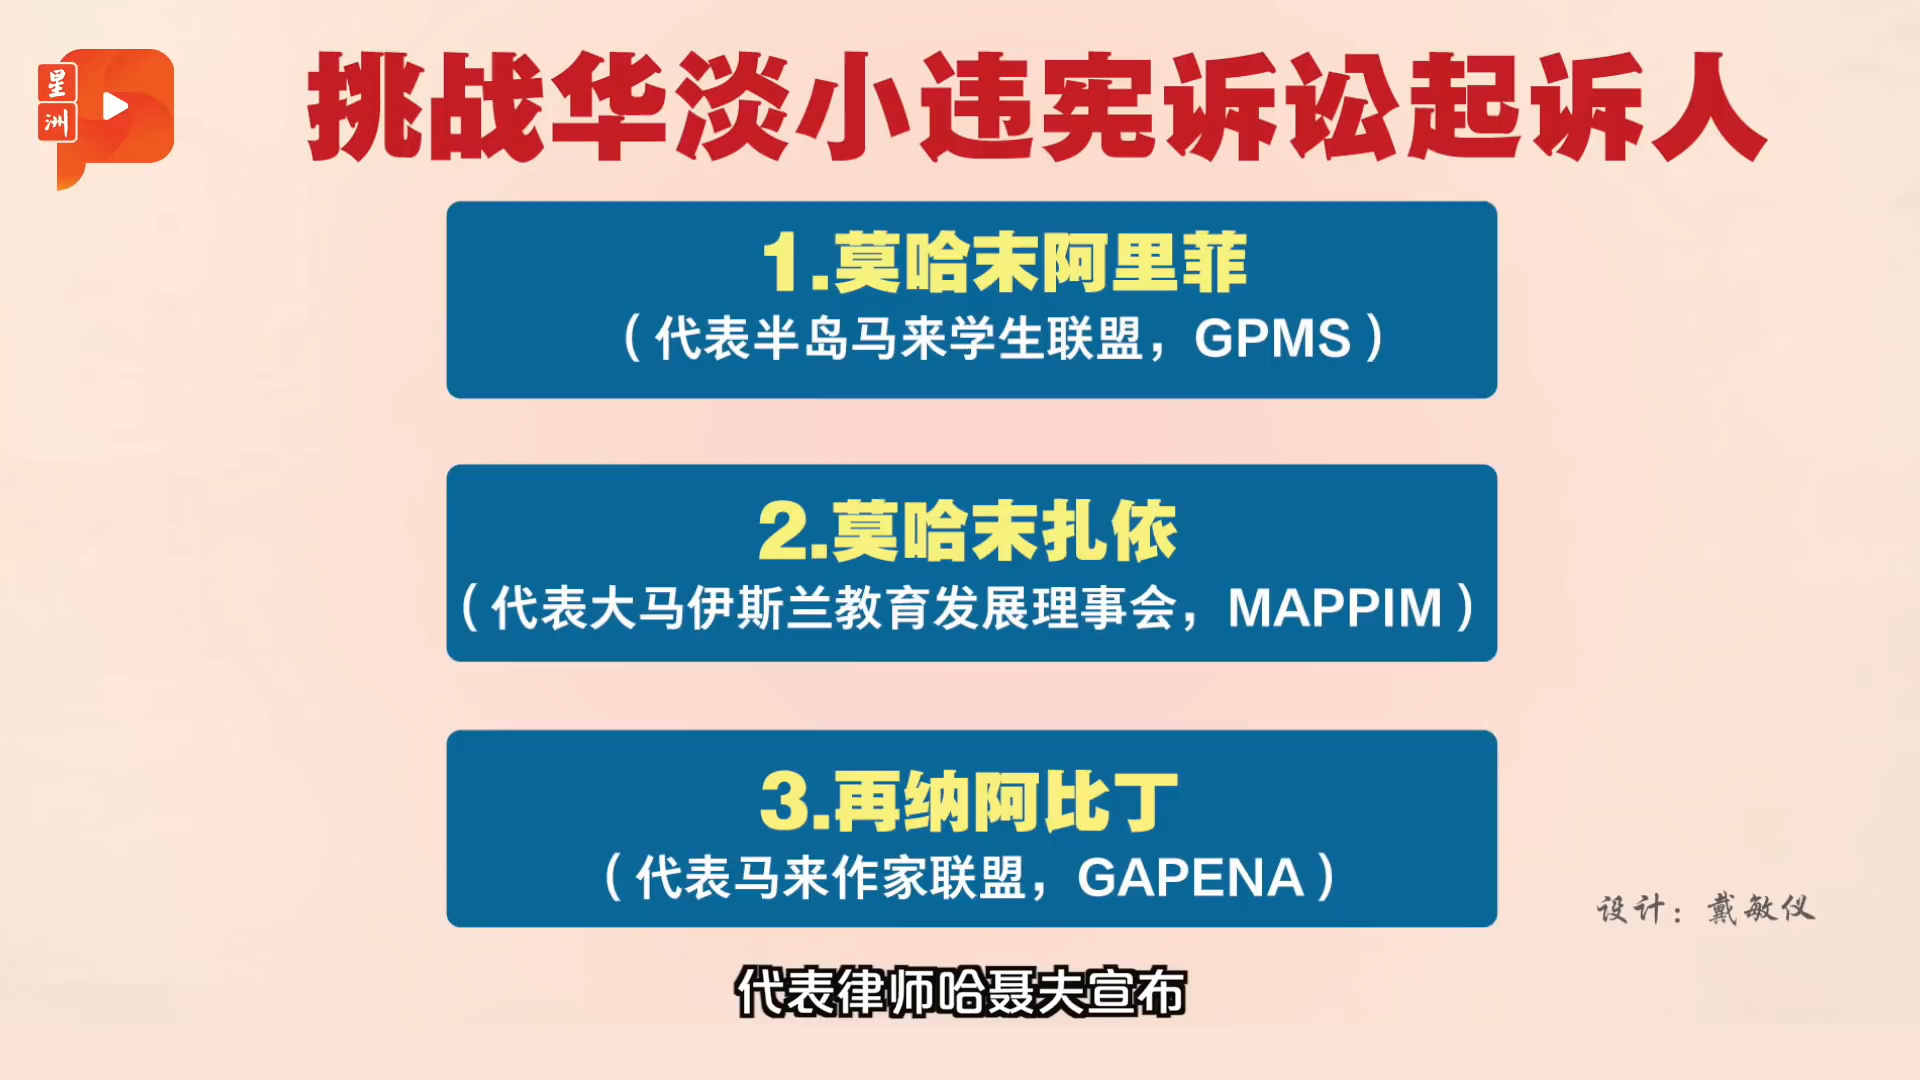 星洲
挑战华淡小违宪诉讼起诉人
1.莫哈末阿里菲
（代表半岛马来学生联盟，GPMS）
2.莫哈末扎依
（代表大马伊斯兰教育发展理事会，MAPPIM）
3.再纳阿比丁
（代表马来作家联盟，GAPENA）
设计：戴敏仪
代表律师哈聂夫宣布